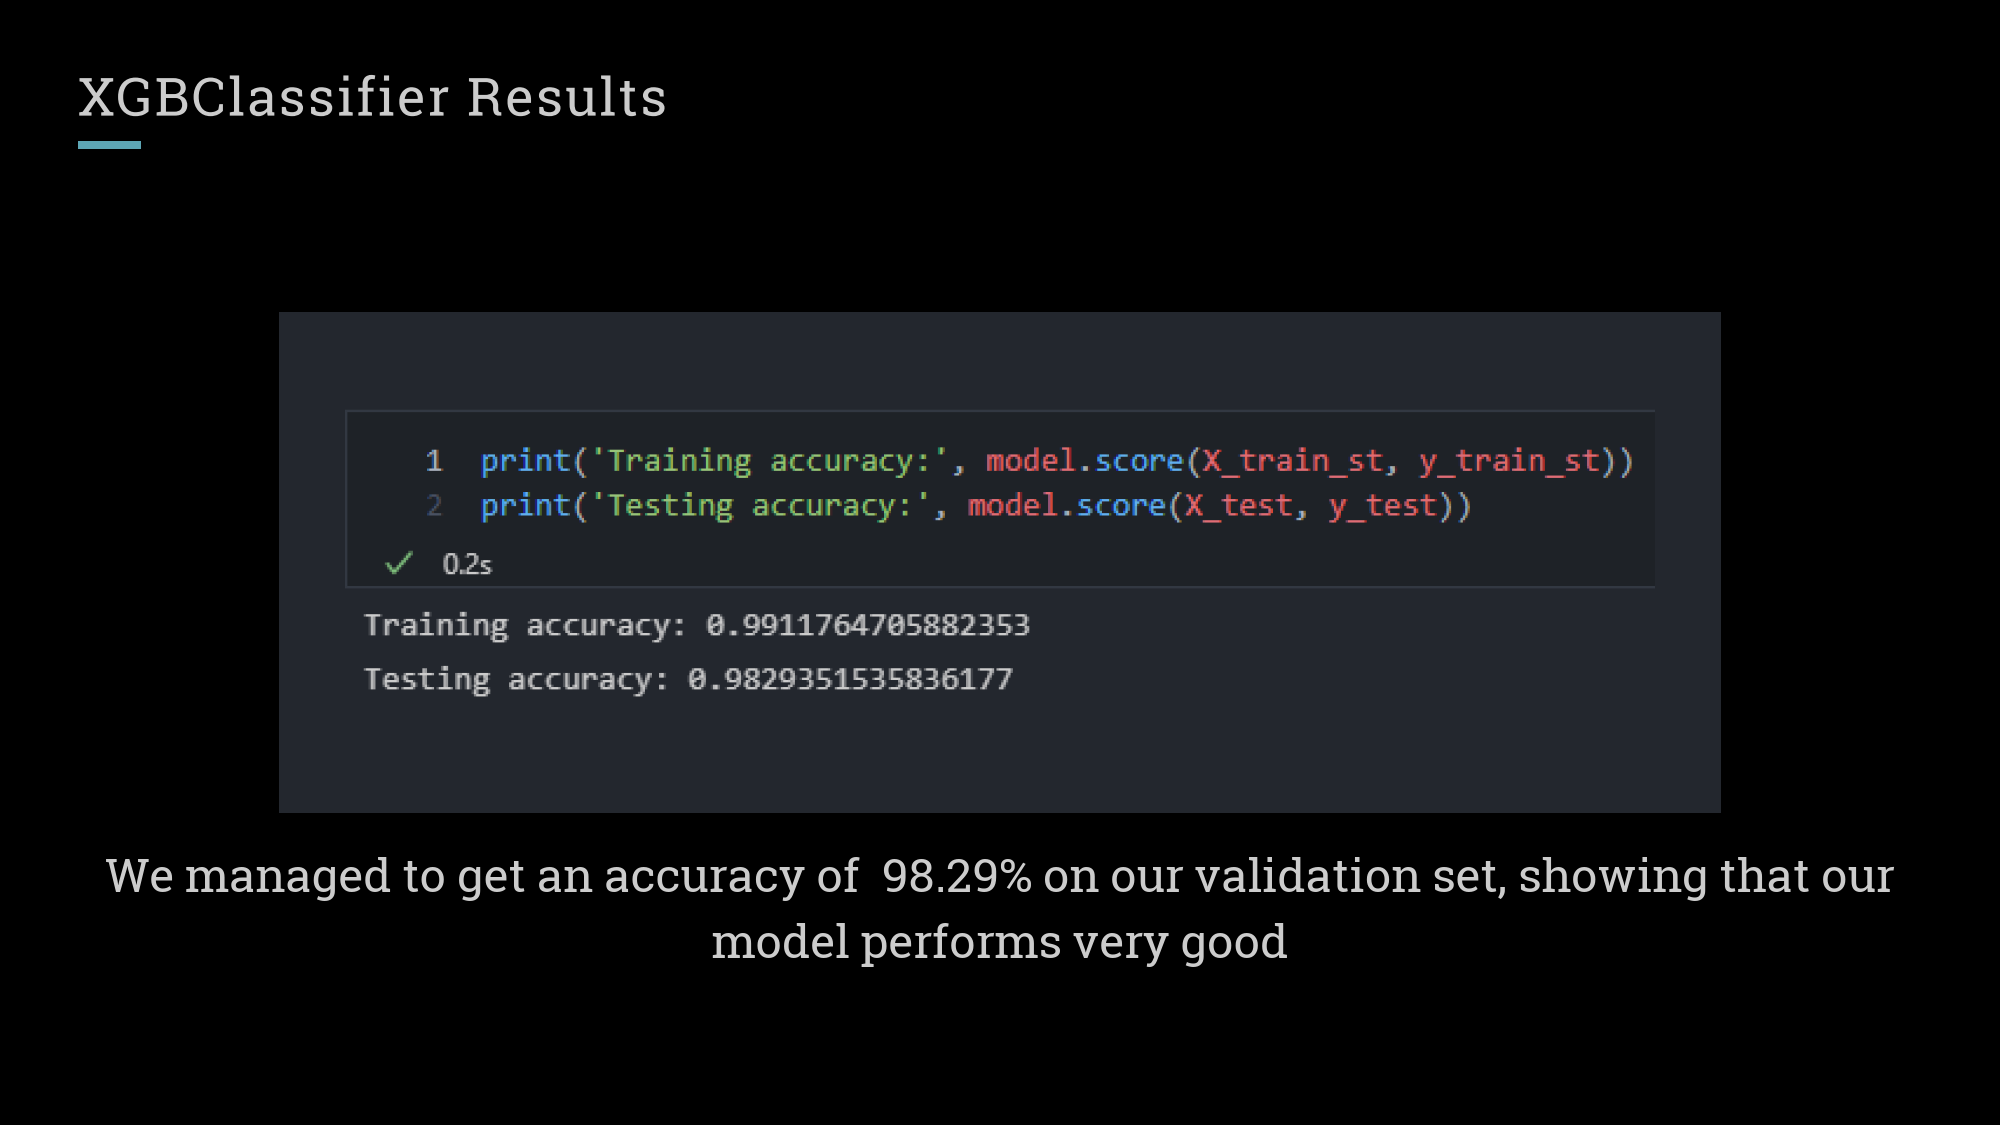 XGBClassifier Results
1 print('Training accuracy:', model.score(X_train_st, y_train_st))
2 print('Testing accuracy:', model.score(X_test, y_test))
✓ 0.2s
Training accuracy: 0.9911764705882353
Testing accuracy: 0.9829351535836177
We managed to get an accuracy of  98.29% on our validation set, showing that our
model performs very good